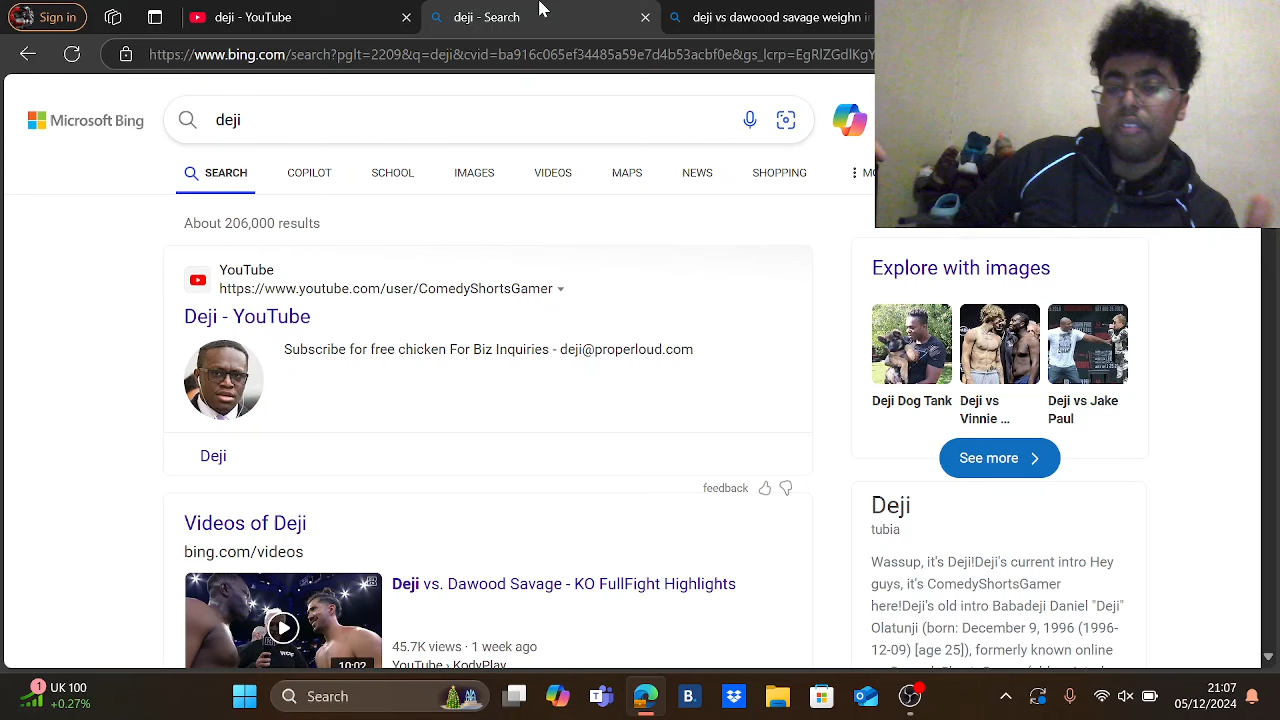 Sign in
deji - YouTube
Search
deji vs dawoood savage weighn i
https://www.bing.com/search?pglt=2209&q=deji&cvid=ba916c065ef34485a59e7d4b53acbf0e&gs_lcrp=EgRlZGdlKgY
Microsoft Bing
deji
SEARCH COPILOT SCHOOL IMAGES VIDEOS MAPS NEWS SHOPPING MO
About 206,000 results
YouTube
https://www.youtube.com/user/ComedyShortsGamer
Deji - YouTube
Subscribe for free chicken For Biz Inquiries - deji@properloud.com
Deji
feedback
Videos of Deji
bing.com/videos
Deji vs. Dawood Savage - KO FullFight Highlights
45.7K views · 1 week ago
YouTube › KodyPlay
10:02
Explore with images
Deji Dog Tank
Deji vs
Vinnie ...
Deji vs Jake
Paul
See more
Deji
tubia
Wassup, it's Deji!Deji's current intro Hey
guys, it's ComedyShortsGamer
here!Deji's old intro Babadeji Daniel "Deji"
Olatunji (born: December 9, 1996 (1996-
12-09) [age 25]), formerly known online
1
UK 100
+0.27%
Search
21:07
05/12/2024